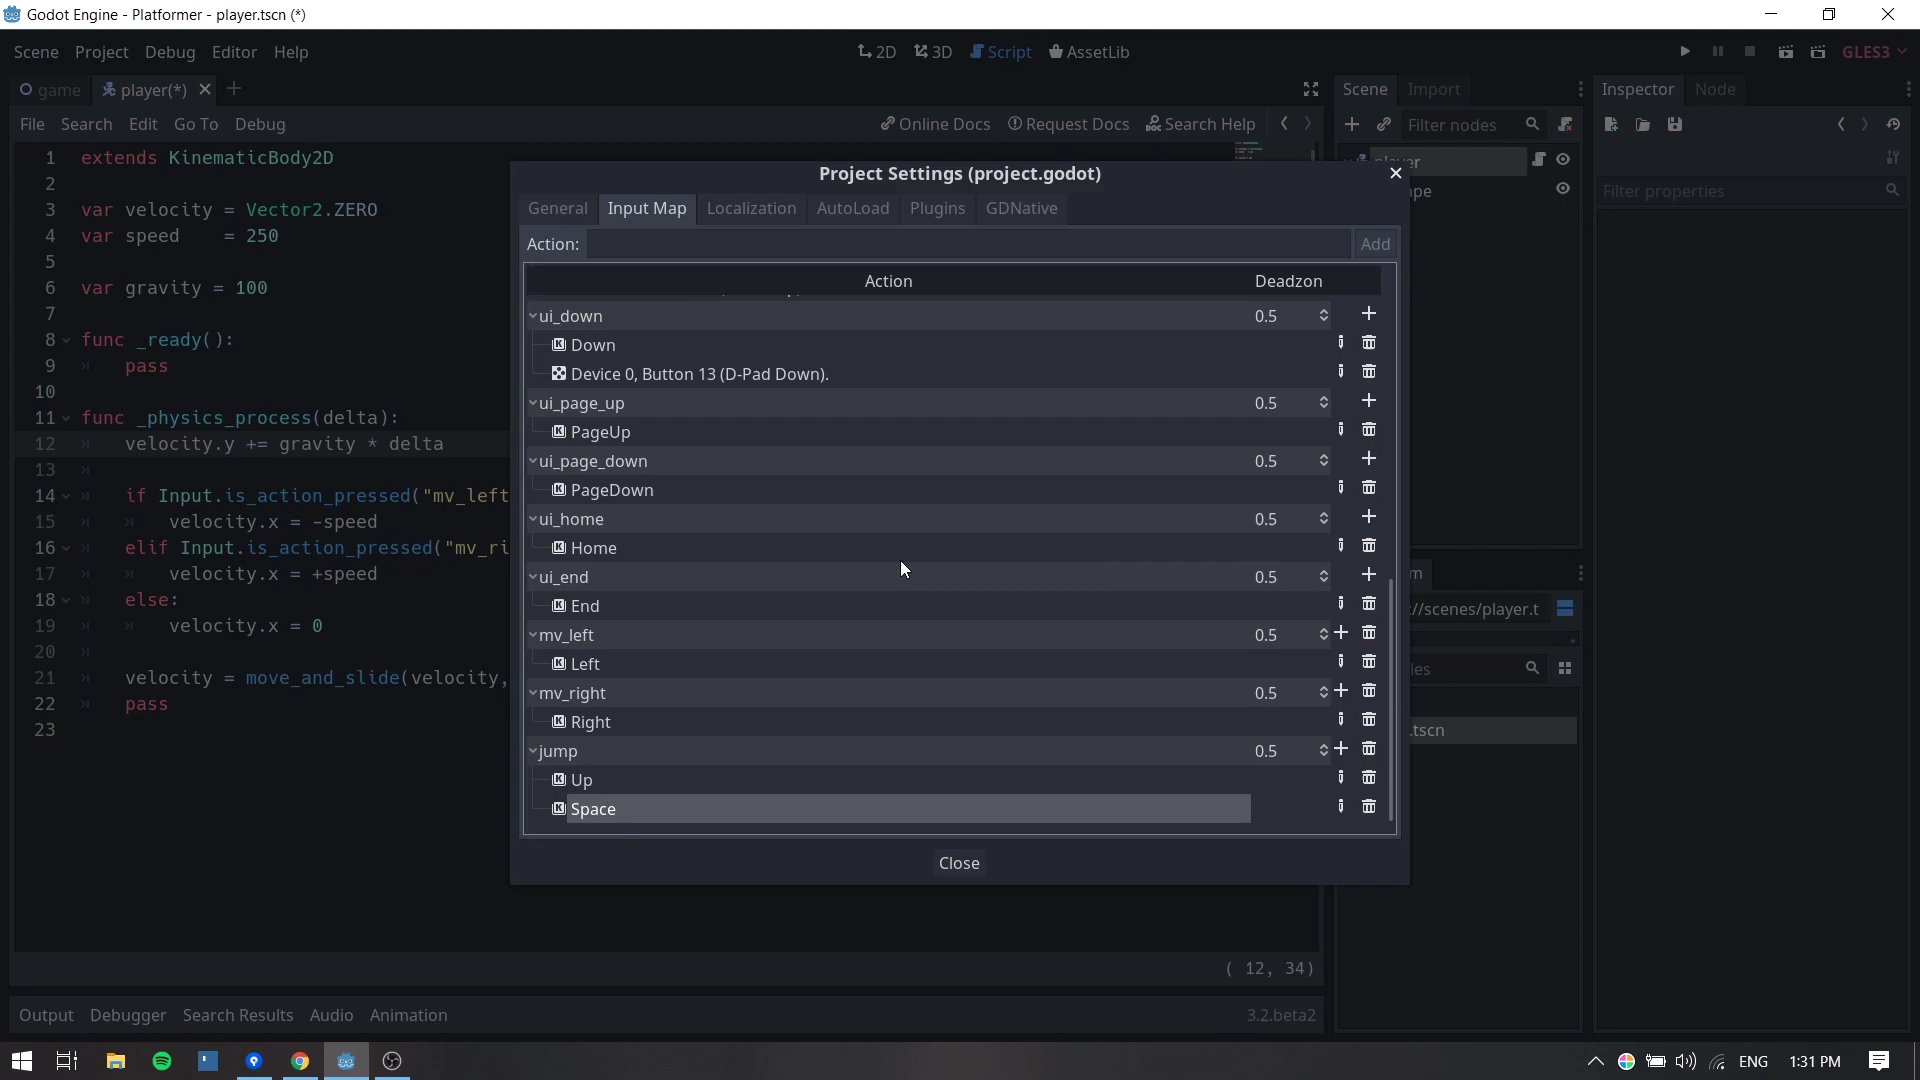 Godot Engine - Platformer - player.tscn (*)
Scene Project Debug Editor Help
2D 3D Script AssetLib
GLES3
game player(*)
Scene Import
Inspector Node
File Search Edit Go To Debug
Online Docs Request Docs Search Help
Filter nodes
Filter properties
1 extends KinematicBody2D
2
3 var velocity = Vector2.ZERO
4 var speed = 250
5
6 var gravity = 100
7
8 func _ready():
9 pass
10
11 func _physics_process(delta):
12 velocity.y += gravity * delta
13
14 if Input.is_action_pressed("mv_left
15 velocity.x = -speed
16 elif Input.is_action_pressed("mv_ri
17 velocity.x = +speed
18 else:
19 velocity.x = 0
20
21 velocity = move_and_slide(velocity,
22 pass
23
Project Settings (project.godot)
General Input Map Localization AutoLoad Plugins GDNative
Action: Add
Action Deadzon
ui_down 0.5
Down
Device 0, Button 13 (D-Pad Down).
ui_page_up 0.5
PageUp
ui_page_down 0.5
PageDown
ui_home 0.5
Home
ui_end 0.5
End
mv_left 0.5
Left
mv_right 0.5
Right
jump 0.5
Up
Space
Close
pe
m
://scenes/player.t
les
.tscn
( 12, 34)
Output Debugger Search Results Audio Animation
3.2.beta2
ENG 1:31 PM